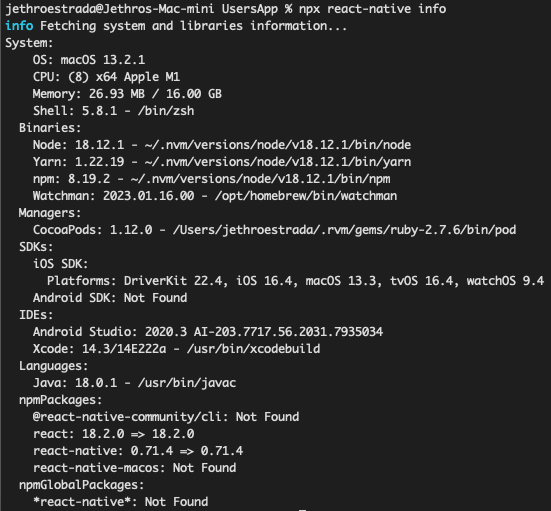 jethroestrada@Jethros-Mac-mini UsersApp % npx react-native info
info Fetching system and libraries information...
System:
OS: macOS 13.2.1
CPU: (8) x64 Apple M1
Memory: 26.93 MB / 16.00 GB
Shell: 5.8.1 - /bin/zsh
Binaries:
Node: 18.12.1 - ~/.nvm/versions/node/v18.12.1/bin/node
Yarn: 1.22.19 - ~/.nvm/versions/node/v18.12.1/bin/yarn
npm: 8.19.2 - ~/.nvm/versions/node/v18.12.1/bin/npm
Watchman: 2023.01.16.00 - /opt/homebrew/bin/watchman
Managers:
CocoaPods: 1.12.0 - /Users/jethroestrada/.rvm/gems/ruby-2.7.6/bin/pod
SDKs:
iOS SDK:
Platforms: DriverKit 22.4, iOS 16.4, macOS 13.3, tvOS 16.4, watchOS 9.4
Android SDK: Not Found
IDEs:
Android Studio: 2020.3 AI-203.7717.56.2031.7935034
Xcode: 14.3/14E222a - /usr/bin/xcodebuild
Languages:
Java: 18.0.1 - /usr/bin/javac
npmPackages:
@react-native-community/cli: Not Found
react: 18.2.0 => 18.2.0
react-native: 0.71.4 => 0.71.4
react-native-macos: Not Found
npmGlobalPackages:
*react-native*: Not Found